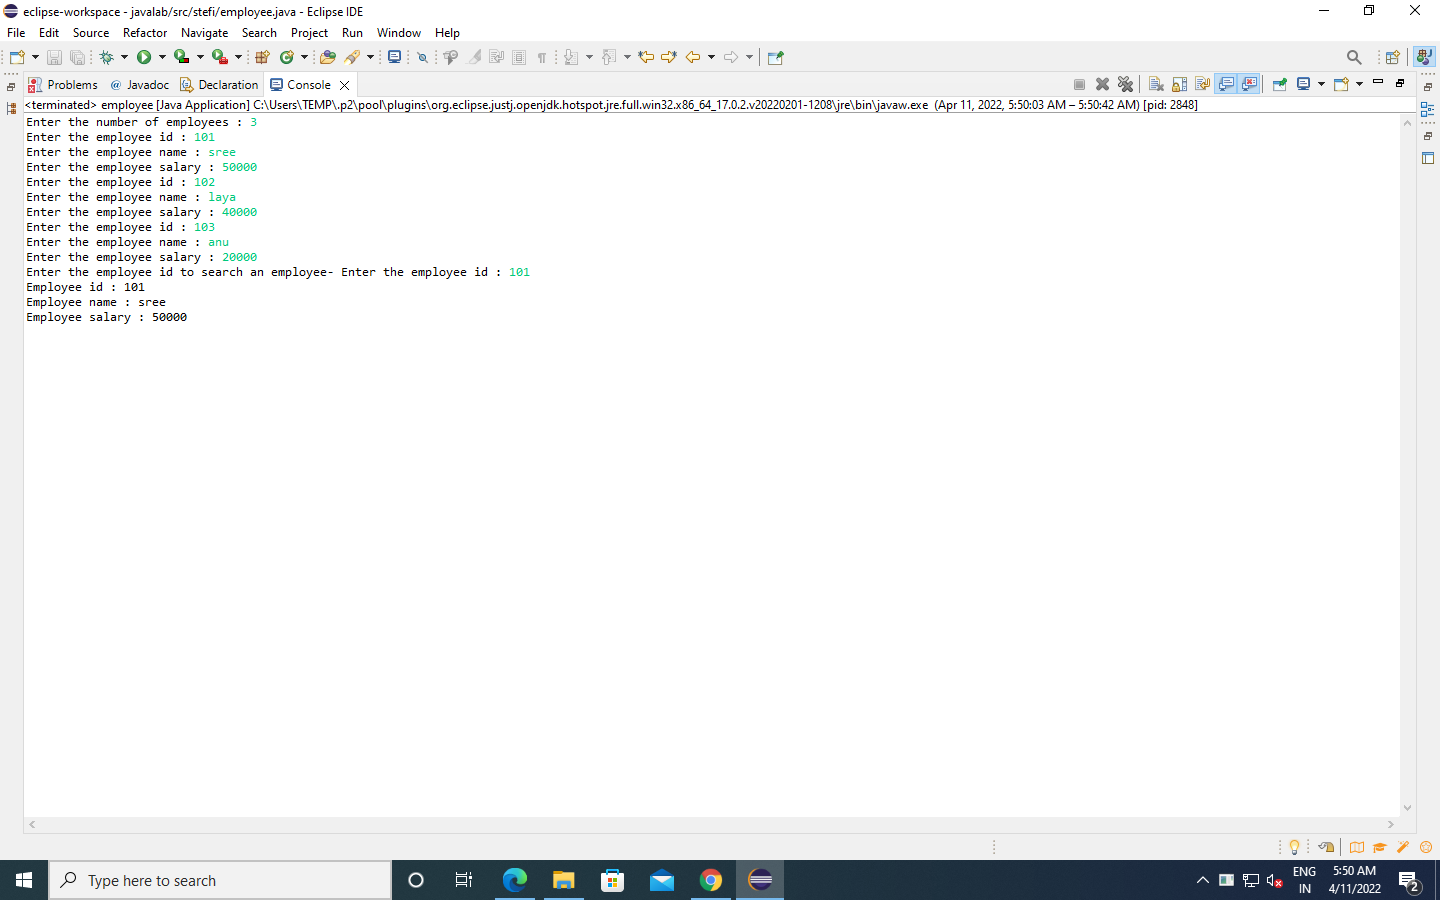 eclipse-workspace - javalab/src/stefi/employee.java - Eclipse IDE
File Edit Source Refactor Navigate Search Project Run Window Help
Problems @ Javadoc Declaration Console
<terminated> employee [Java Application] C:\Users\TEMP\.p2\pool\plugins\org.eclipse.justj.openjdk.hotspot.jre.full.win32.x86_64_17.0.2.v20220201-1208\jre\bin\javaw.exe (Apr 11, 2022, 5:50:03 AM – 5:50:42 AM) [pid: 2848]
Enter the number of employees : 3
Enter the employee id : 101
Enter the employee name : sree
Enter the employee salary : 50000
Enter the employee id : 102
Enter the employee name : laya
Enter the employee salary : 40000
Enter the employee id : 103
Enter the employee name : anu
Enter the employee salary : 20000
Enter the employee id to search an employee- Enter the employee id : 101
Employee id : 101
Employee name : sree
Employee salary : 50000
Type here to search
ENG
IN
5:50 AM
4/11/2022
2